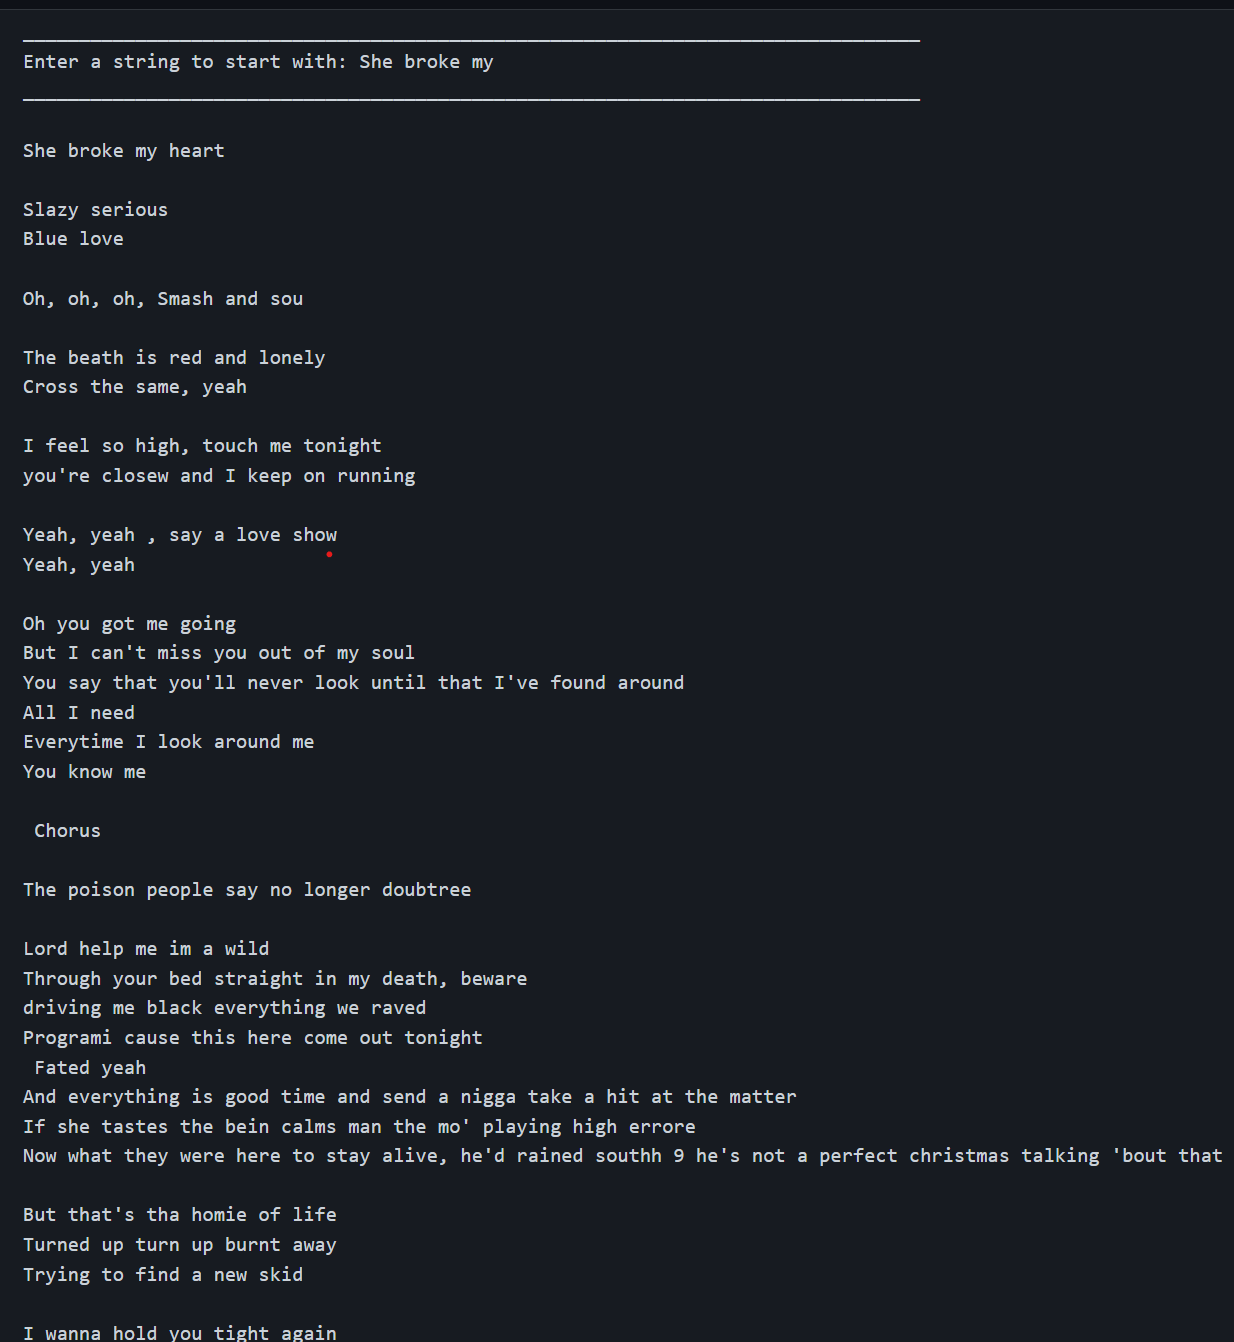 Enter a string to start with: She broke my
She broke my heart
Slazy serious
Blue love
Oh, oh, oh, Smash and sou
The beath is red and lonely
Cross the same, yeah
I feel so high, touch me tonight
you're closew and I keep on running
Yeah, yeah , say a love show
Yeah, yeah
Oh you got me going
But I can't miss you out of my soul
You say that you'll never look until that I've found around
All I need
Everytime I look around me
You know me
Chorus
The poison people say no longer doubtree
Lord help me im a wild
Through your bed straight in my death, beware
driving me black everything we raved
Programi cause this here come out tonight
Fated yeah
And everything is good time and send a nigga take a hit at the matter
If she tastes the bein calms man the mo' playing high errore
Now what they were here to stay alive, he'd rained southh 9 he's not a perfect christmas talking 'bout that
But that's tha homie of life
Turned up turn up burnt away
Trying to find a new skid
I wanna hold you tight again